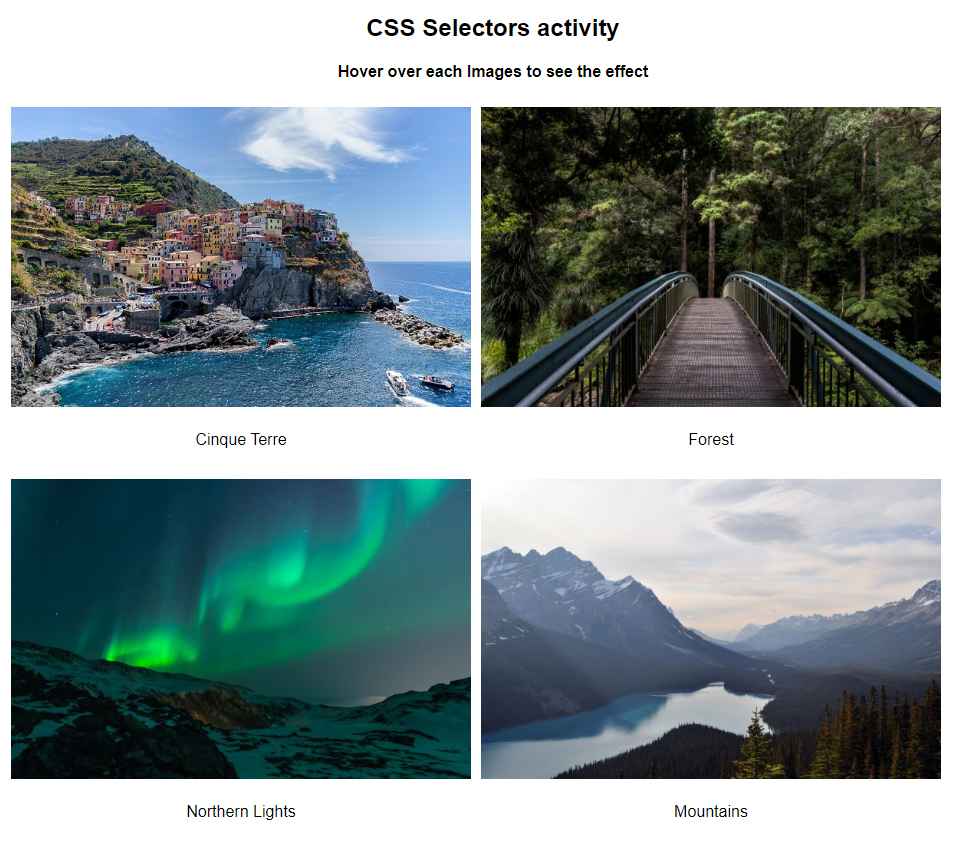 CSS Selectors activity
Hover over each Images to see the effect
Cinque Terre
Forest
Northern Lights
Mountains